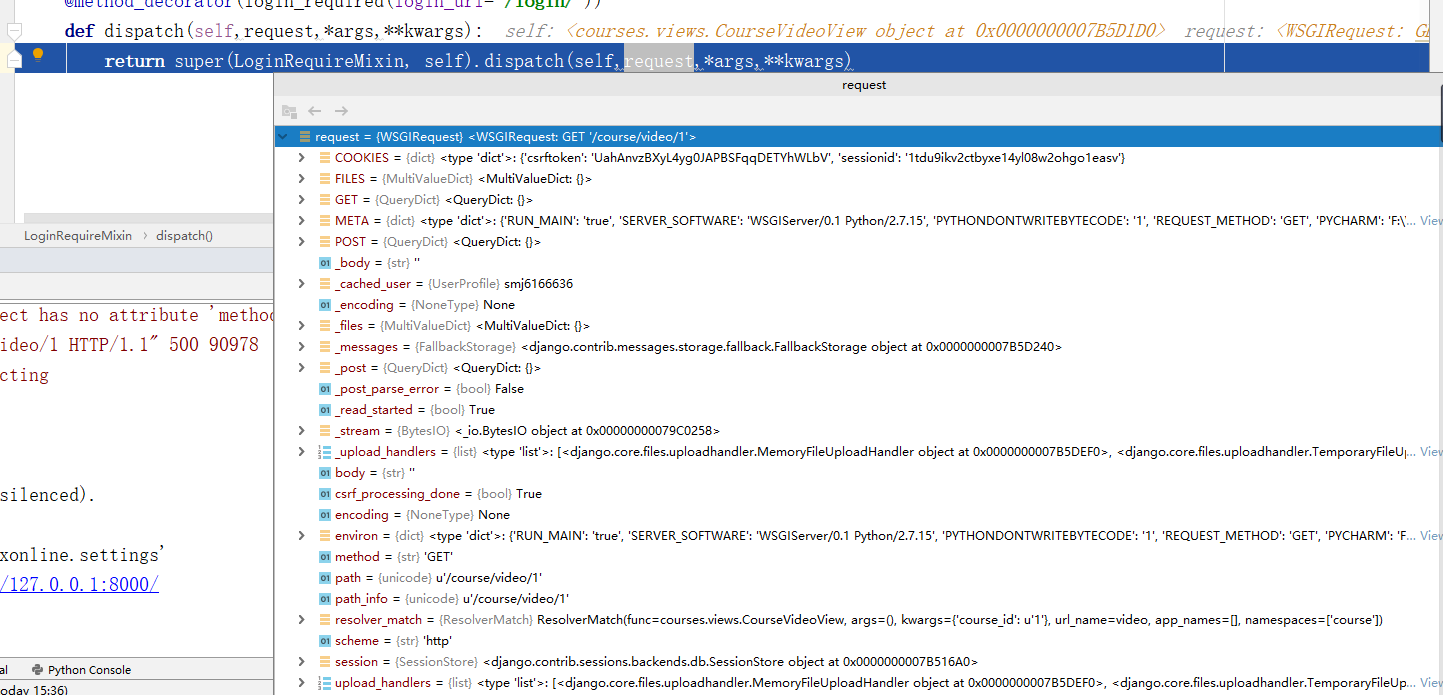 @method_decorator(login_required(login_url='/login/'))
def dispatch(self,request,*args,**kwargs): self: <courses.views.CourseVideoView object at 0x0000000007B5D1D0> request: <WSGIRequest: GE
return super(LoginRequireMixin, self).dispatch(self,request,*args,**kwargs)
request
request = {WSGIRequest} <WSGIRequest: GET '/course/video/1'>
COOKIES = {dict} <type 'dict'>: {'csrftoken': 'UahAnvzBXyL4yg0JAPBSFqqDETYhWLbV', 'sessionid': '1tdu9ikv2ctbyxe14yl08w2ohgo1easv'}
FILES = {MultiValueDict} <MultiValueDict: {}>
GET = {QueryDict} <QueryDict: {}>
META = {dict} <type 'dict'>: {'RUN_MAIN': 'true', 'SERVER_SOFTWARE': 'WSGIServer/0.1 Python/2.7.15', 'PYTHONDONTWRITEBYTECODE': '1', 'REQUEST_METHOD': 'GET', 'PYCHARM': 'F:\'... View
POST = {QueryDict} <QueryDict: {}>
_body = {str} ''
_cached_user = {UserProfile} smj6166636
_encoding = {NoneType} None
_files = {MultiValueDict} <MultiValueDict: {}>
_messages = {FallbackStorage} <django.contrib.messages.storage.fallback.FallbackStorage object at 0x0000000007B5D240>
_post = {QueryDict} <QueryDict: {}>
_post_parse_error = {bool} False
_read_started = {bool} True
_stream = {BytesIO} <_io.BytesIO object at 0x00000000079C0258>
_upload_handlers = {list} <type 'list'>: [<django.core.files.uploadhandler.MemoryFileUploadHandler object at 0x0000000007B5DEF0>, <django.core.files.uploadhandler.TemporaryFileUp... View
body = {str} ''
csrf_processing_done = {bool} True
encoding = {NoneType} None
environ = {dict} <type 'dict'>: {'RUN_MAIN': 'true', 'SERVER_SOFTWARE': 'WSGIServer/0.1 Python/2.7.15', 'PYTHONDONTWRITEBYTECODE': '1', 'REQUEST_METHOD': 'GET', 'PYCHARM': 'F... View
method = {str} 'GET'
path = {unicode} u'/course/video/1'
path_info = {unicode} u'/course/video/1'
resolver_match = {ResolverMatch} ResolverMatch(func=courses.views.CourseVideoView, args=(), kwargs={'course_id': u'1'}, url_name=video, app_names=[], namespaces=['course'])
scheme = {str} 'http'
session = {SessionStore} <django.contrib.sessions.backends.db.SessionStore object at 0x0000000007B516A0>
upload_handlers = {list} <type 'list'>: [<django.core.files.uploadhandler.MemoryFileUploadHandler object at 0x0000000007B5DEF0>, <django.core.files.uploadhandler.TemporaryFileUp... View
LoginRequireMixin › dispatch()
ect has no attribute 'method
ideo/1 HTTP/1.1" 500 90978
cting
silenced).
xonline.settings'
/127.0.0.1:8000/
al Python Console
oday 15:36)